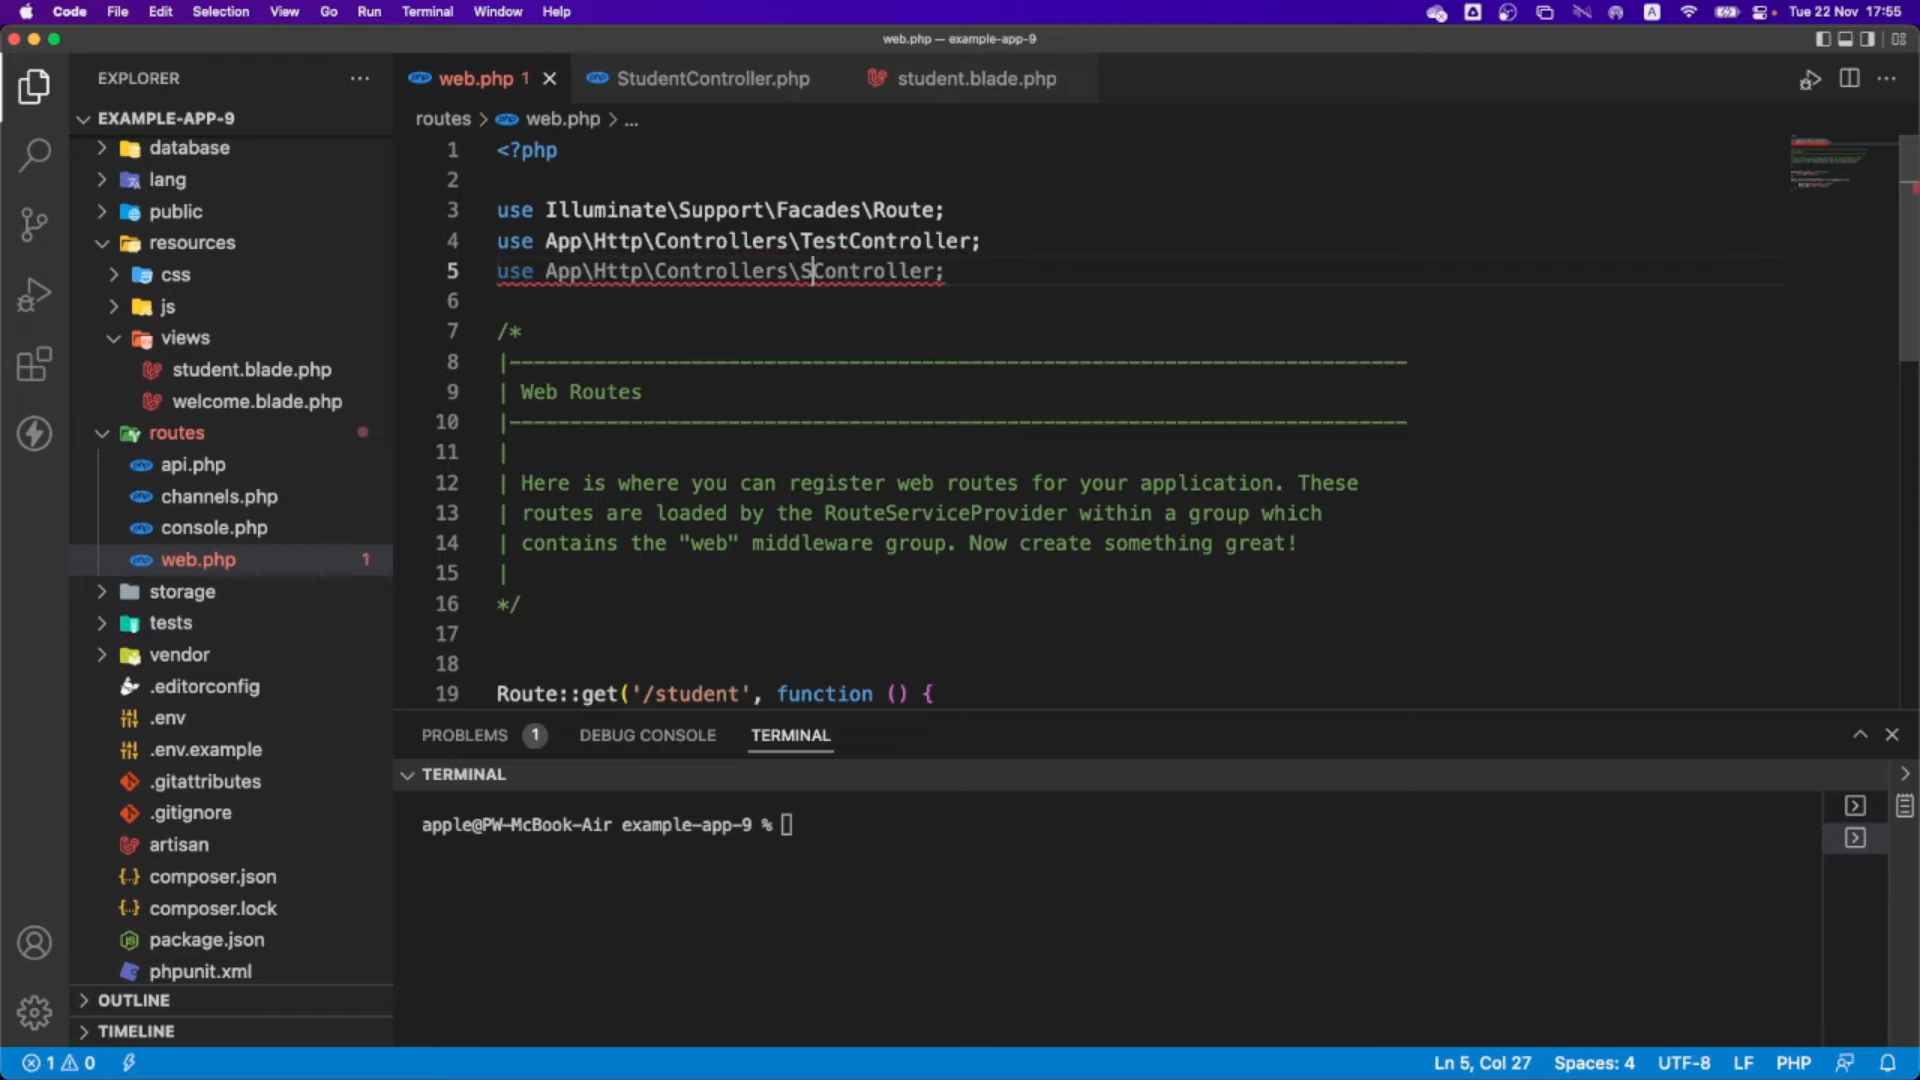 Code File Edit Selection View Go Run Terminal Window Help
A Tue 22 Nov 17:55
web.php — example-app-9
EXPLORER
web.php 1
StudentController.php
student.blade.php
EXAMPLE-APP-9
routes > web.php > ...
database
lang
public
resources
css
js
views
student.blade.php
welcome.blade.php
routes
api.php
channels.php
console.php
web.php 1
storage
tests
vendor
.editorconfig
.env
.env.example
.gitattributes
.gitignore
artisan
composer.json
composer.lock
package.json
phpunit.xml
OUTLINE
TIMELINE
1 <?php
2
3 use Illuminate\Support\Facades\Route;
4 use App\Http\Controllers\TestController;
5 use App\Http\Controllers\SController;
6
7 /*
8 |--------------------------------------------------------------------------
9 | Web Routes
10 |--------------------------------------------------------------------------
11 |
12 | Here is where you can register web routes for your application. These
13 | routes are loaded by the RouteServiceProvider within a group which
14 | contains the "web" middleware group. Now create something great!
15 |
16 */
17
18
19 Route::get('/student', function () {
PROBLEMS 1 DEBUG CONSOLE TERMINAL
TERMINAL
apple@PW-McBook-Air example-app-9 %
1 0
Ln 5, Col 27 Spaces: 4 UTF-8 LF PHP